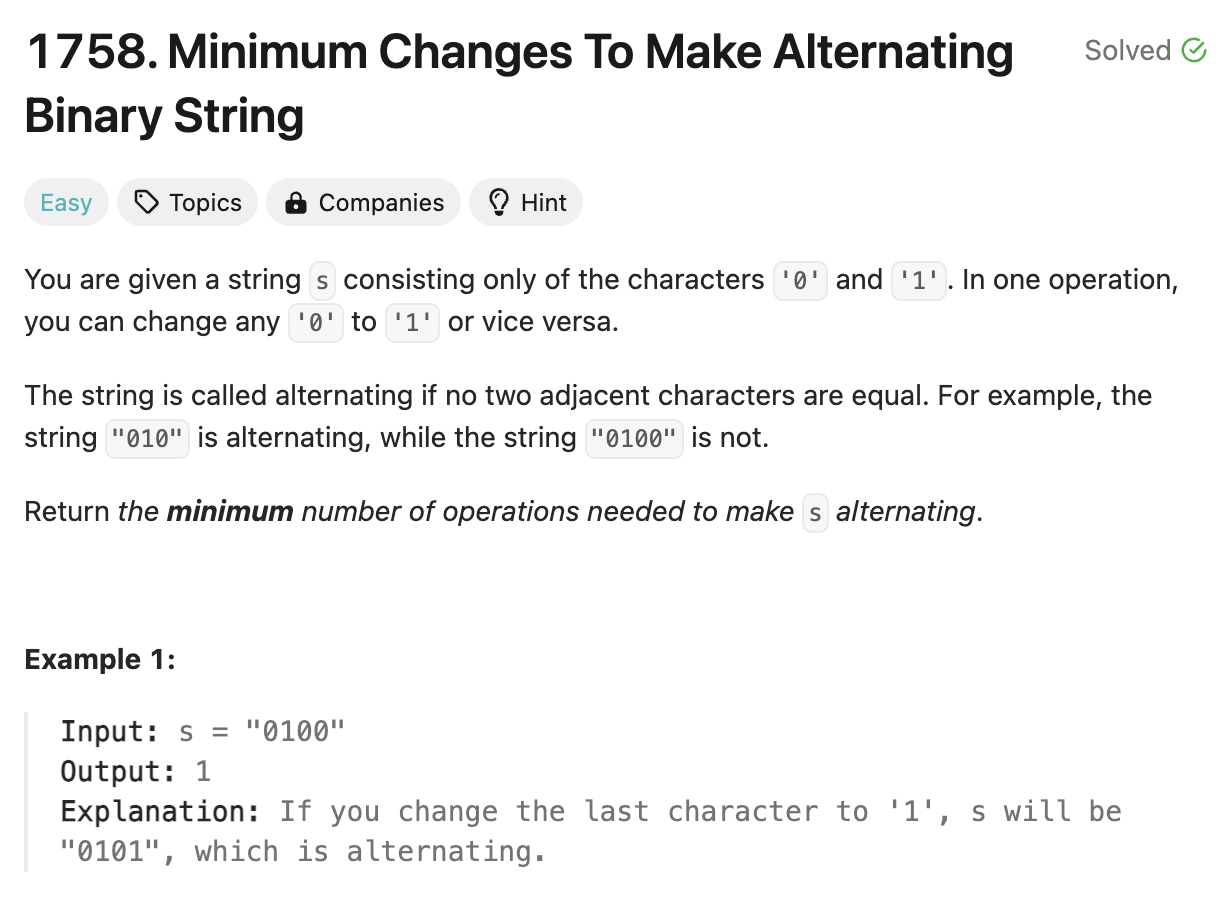 1758. Minimum Changes To Make Alternating
Solved
Binary String
Easy Topics Companies Hint
You are given a string s consisting only of the characters '0' and '1'. In one operation,
you can change any '0' to '1' or vice versa.
The string is called alternating if no two adjacent characters are equal. For example, the
string "010" is alternating, while the string "0100" is not.
Return the minimum number of operations needed to make s alternating.
Example 1:
Input: s = "0100"
Output: 1
Explanation: If you change the last character to '1', s will be
"0101", which is alternating.